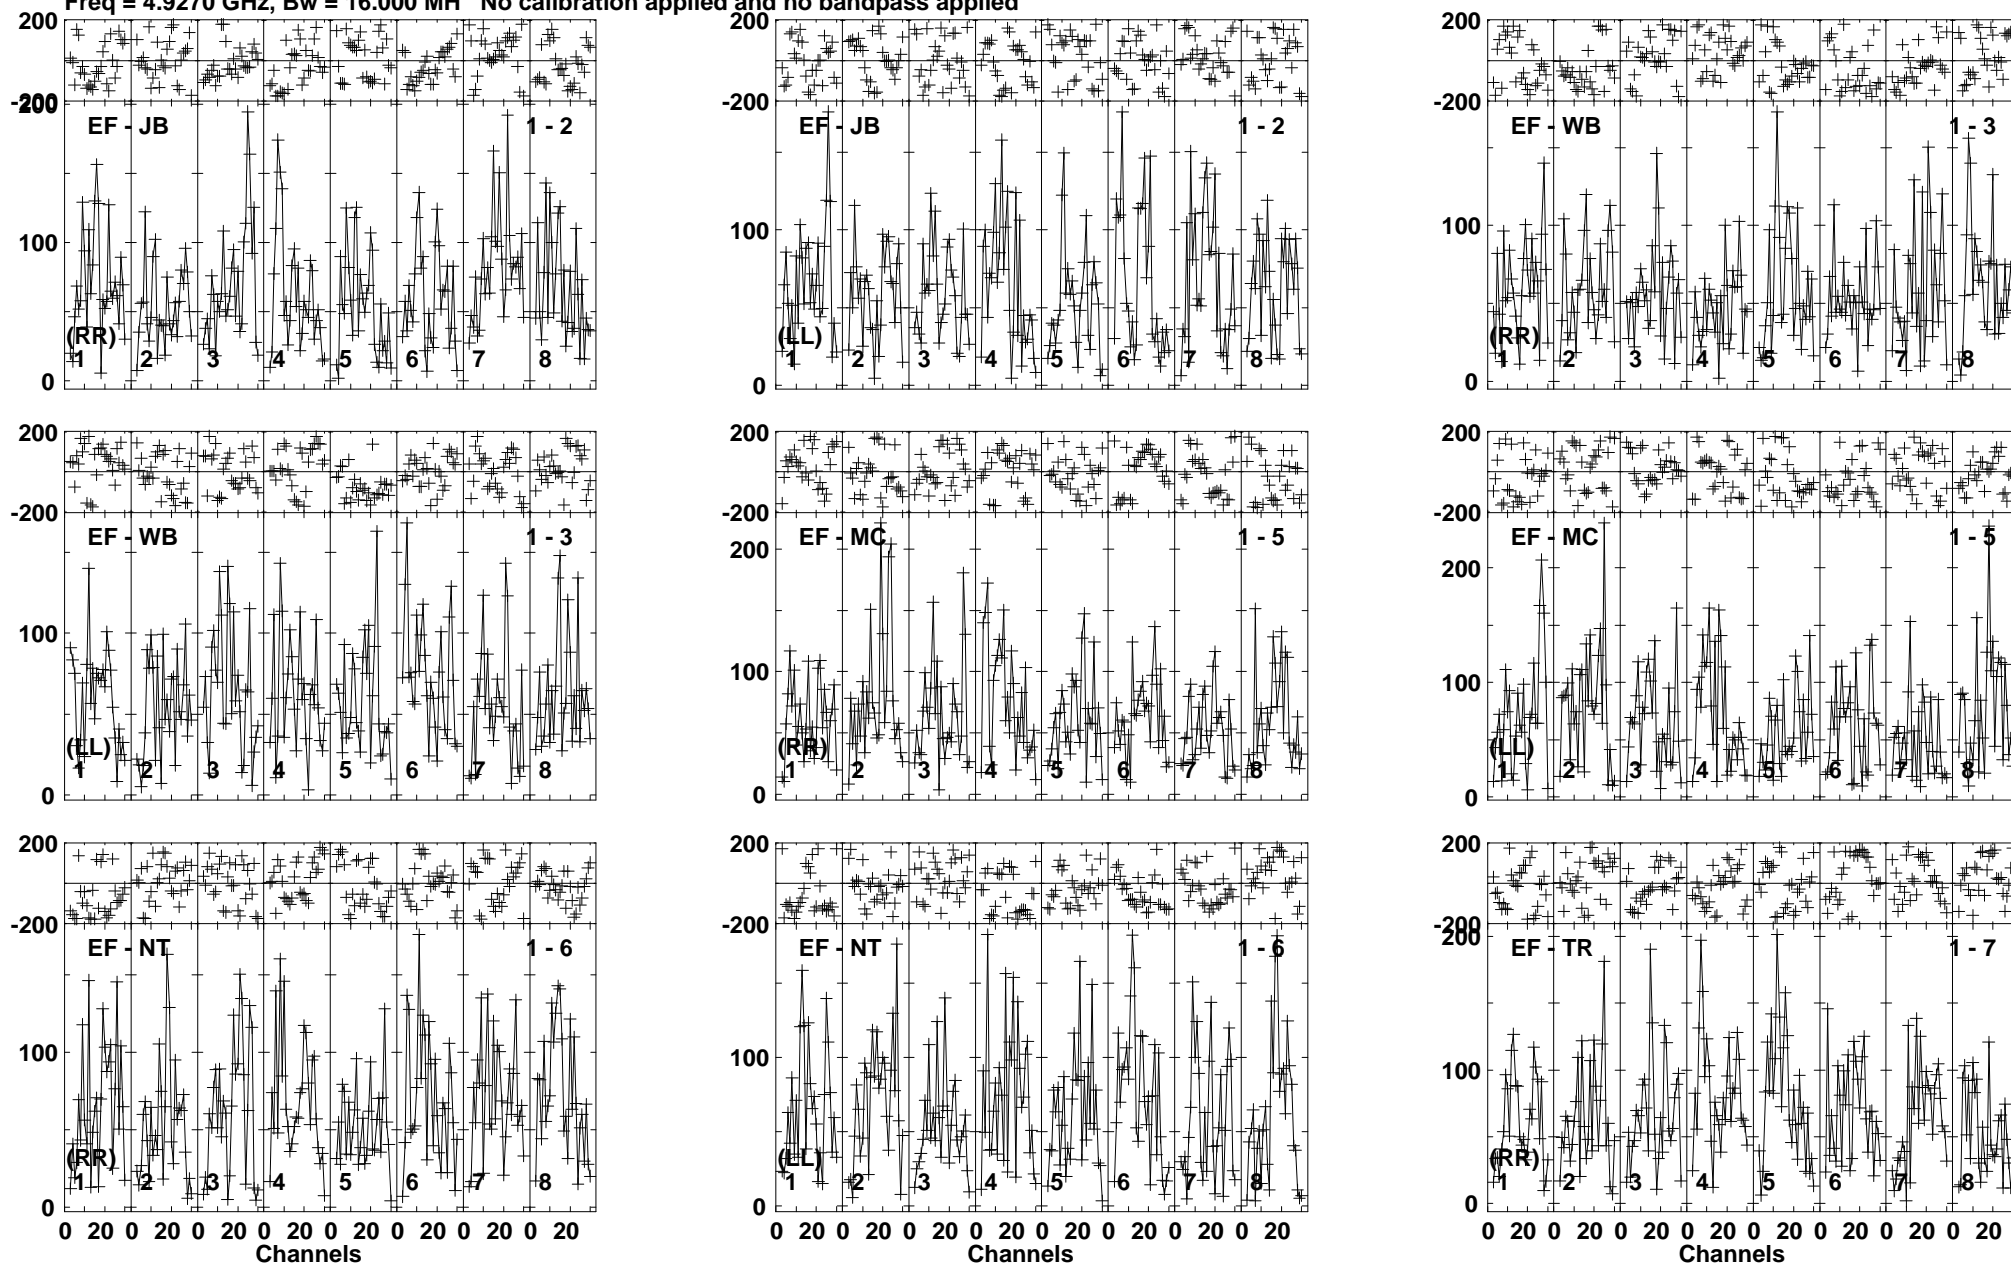 Freq = 4.9270 GHz, Bw = 16.000 MH No calibration applied and no bandpass applied
200 200 200
-200 -200 -200
200
EF - JB 1 - 2 EF - JB 1 - 2 EF - WB 1 - 3
100 100 100
(RR) (LL) (RR)
1 2 3 4 5 6 7 8 1 2 3 4 5 6 7 8 1 2 3 4 5 6 7 8
0 0 0
200 200 200
-200 -200 -200
EF - WB 1 - 3 EF - MC 1 - 5 EF - MC 1 - 5
200 200
100 100 100
(LL) (RR) (LL)
1 2 3 4 5 6 7 8 1 2 3 4 5 6 7 8 1 2 3 4 5 6 7 8
0 0 0
200 200 200
-200 -200 -200
200
EF - NT 1 - 6 EF - NT 1 - 6 EF - TR 1 - 7
100 100 100
(RR) (LL) (RR)
1 2 3 4 5 6 7 8 1 2 3 4 5 6 7 8 1 2 3 4 5 6 7 8
0 0 0
0 20 0 20 0 20 0 20 0 20 0 20 0 20 0 20 0 20 0 20 0 20 0 20 0 20 0 20 0 20 0 20 0 20 0 20 0 20 0 20 0 20 0 20 0 20 0 20
Channels Channels Channels